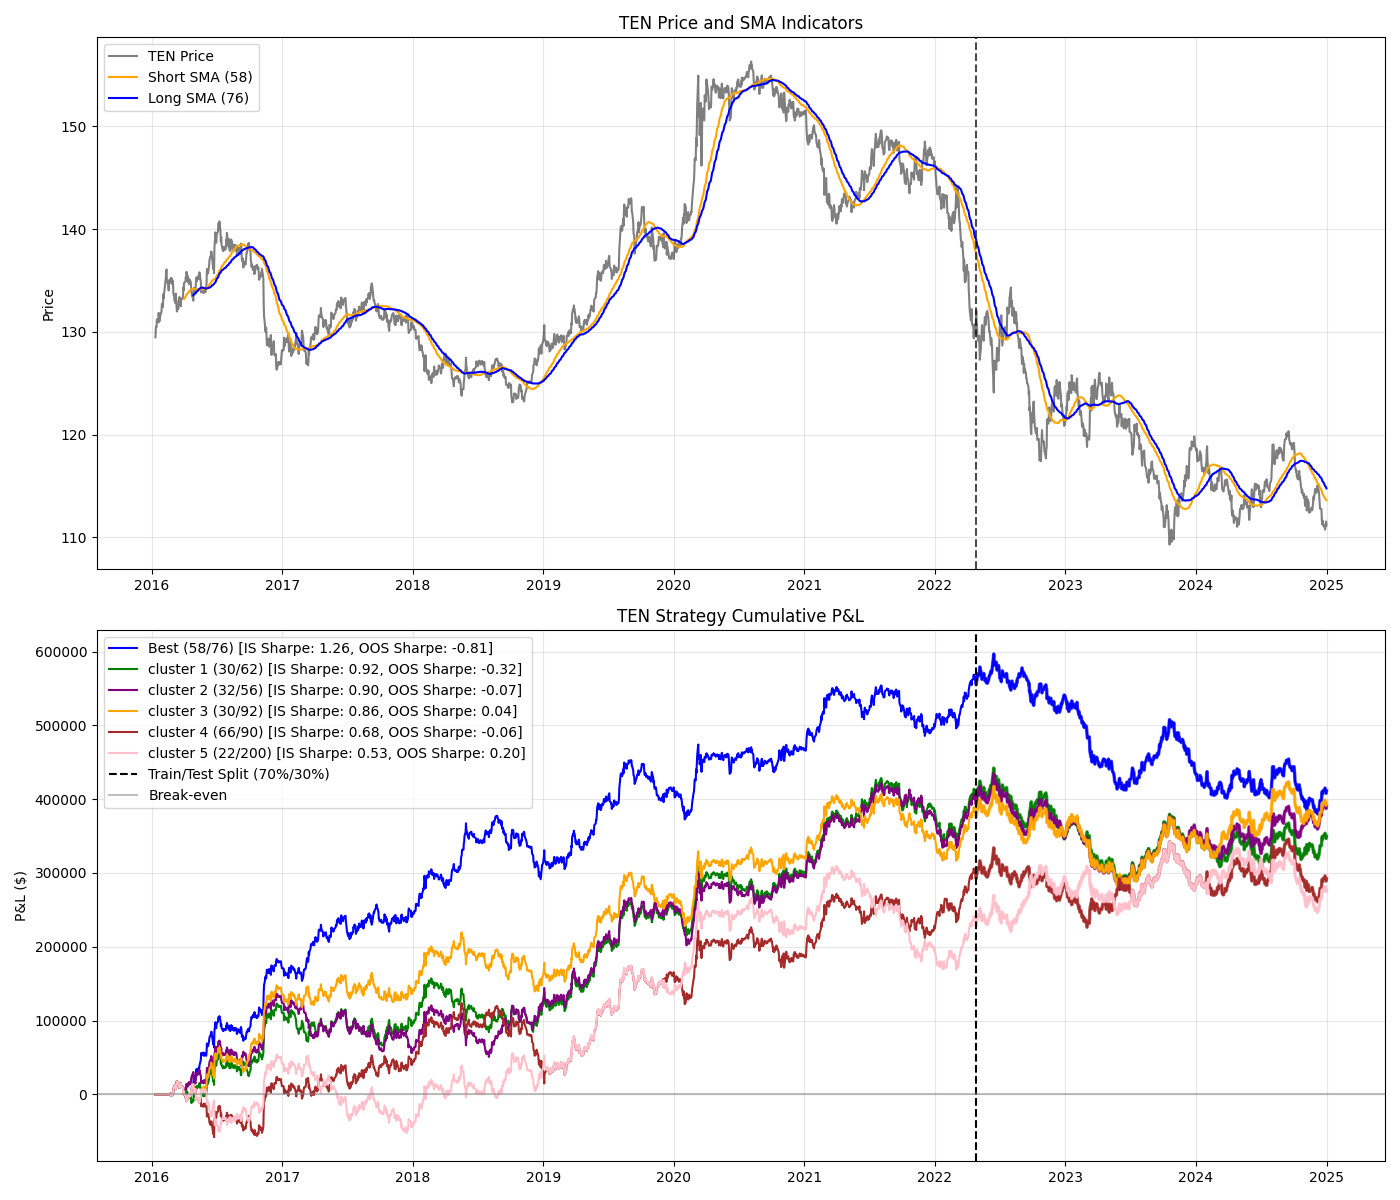 TEN Price and SMA Indicators
TEN Price
Short SMA (58)
Long SMA (76)
Price
150
140
130
120
110
2016 2017 2018 2019 2020 2021 2022 2023 2024 2025
TEN Strategy Cumulative P&L
Best (58/76) [IS Sharpe: 1.26, OOS Sharpe: -0.81]
cluster 1 (30/62) [IS Sharpe: 0.92, OOS Sharpe: -0.32]
cluster 2 (32/56) [IS Sharpe: 0.90, OOS Sharpe: -0.07]
cluster 3 (30/92) [IS Sharpe: 0.86, OOS Sharpe: 0.04]
cluster 4 (66/90) [IS Sharpe: 0.68, OOS Sharpe: -0.06]
cluster 5 (22/200) [IS Sharpe: 0.53, OOS Sharpe: 0.20]
Train/Test Split (70%/30%)
Break-even
P&L ($)
600000
500000
400000
300000
200000
100000
0
2016 2017 2018 2019 2020 2021 2022 2023 2024 2025